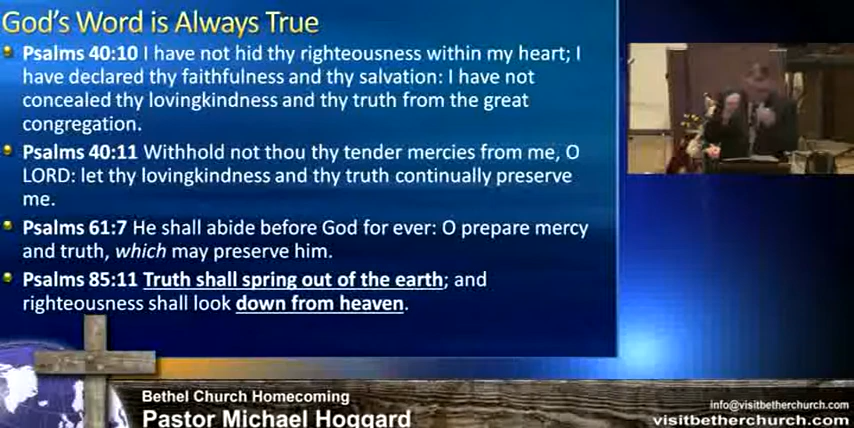 God's Word is Always True
Psalms 40:10 I have not hid thy righteousness within my heart; I
have declared thy faithfulness and thy salvation: I have not
concealed thy lovingkindness and thy truth from the great
congregation.
Psalms 40:11 Withhold not thou thy tender mercies from me, O
LORD: let thy lovingkindness and thy truth continually preserve
me.
Psalms 61:7 He shall abide before God for ever: O prepare mercy
and truth, which may preserve him.
Psalms 85:11 Truth shall spring out of the earth; and
righteousness shall look down from heaven.
Bethel Church Homecoming
Pastor Michael Hoggard
info@visitbetherchurch.com
visitbetherchurch.com